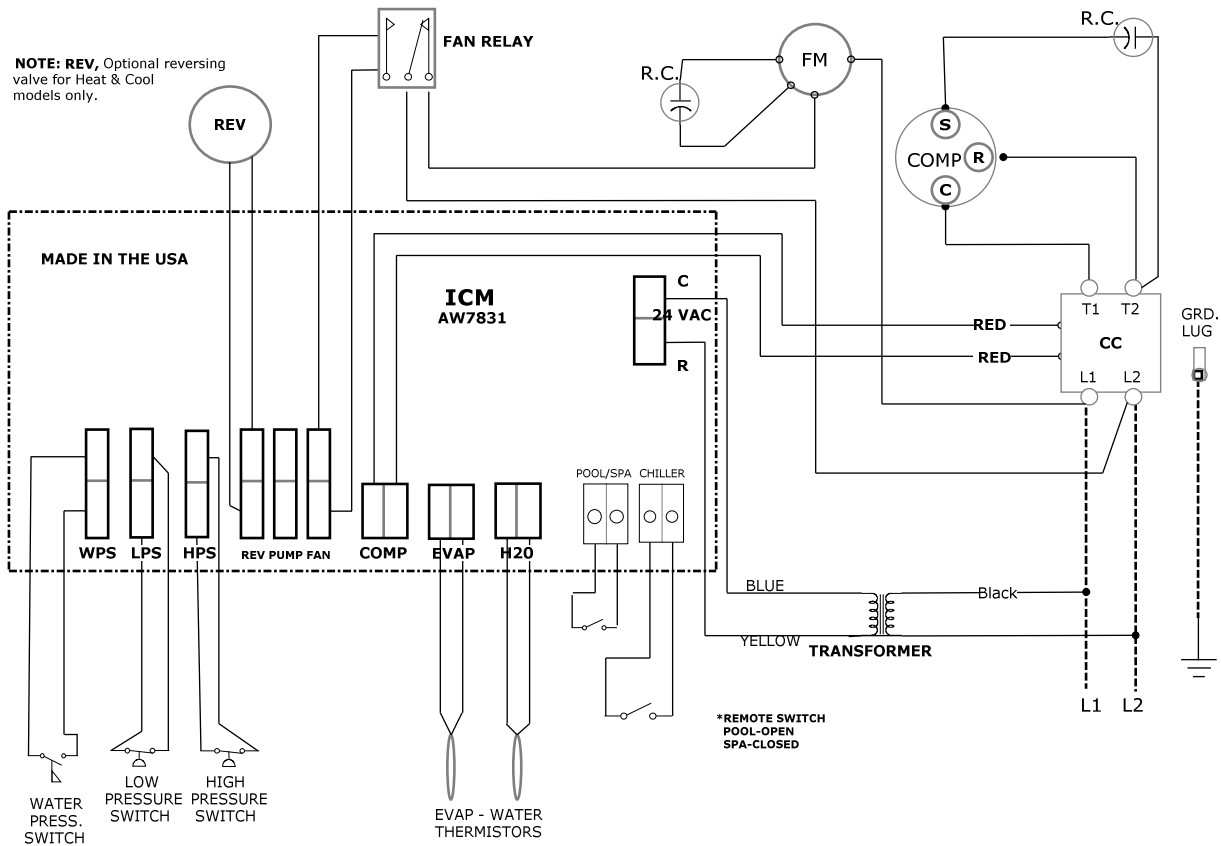 R.C.
FAN RELAY
FM
NOTE: REV, Optional reversing
valve for Heat & Cool
models only.
R.C.
REV
S
COMP
R
C
MADE IN THE USA
ICM
AW7831
C
24 VAC
R
RED
RED
T1
T2
CC
L1
L2
GRD.
LUG
POOL/SPA
CHILLER
WPS
LPS
HPS
REV PUMP FAN
COMP
EVAP
H20
BLUE
Black
YELLOW
TRANSFORMER
L1
L2
*REMOTE SWITCH
POOL-OPEN
SPA-CLOSED
WATER
PRESS.
SWITCH
LOW
PRESSURE
SWITCH
HIGH
PRESSURE
SWITCH
EVAP - WATER
THERMISTORS